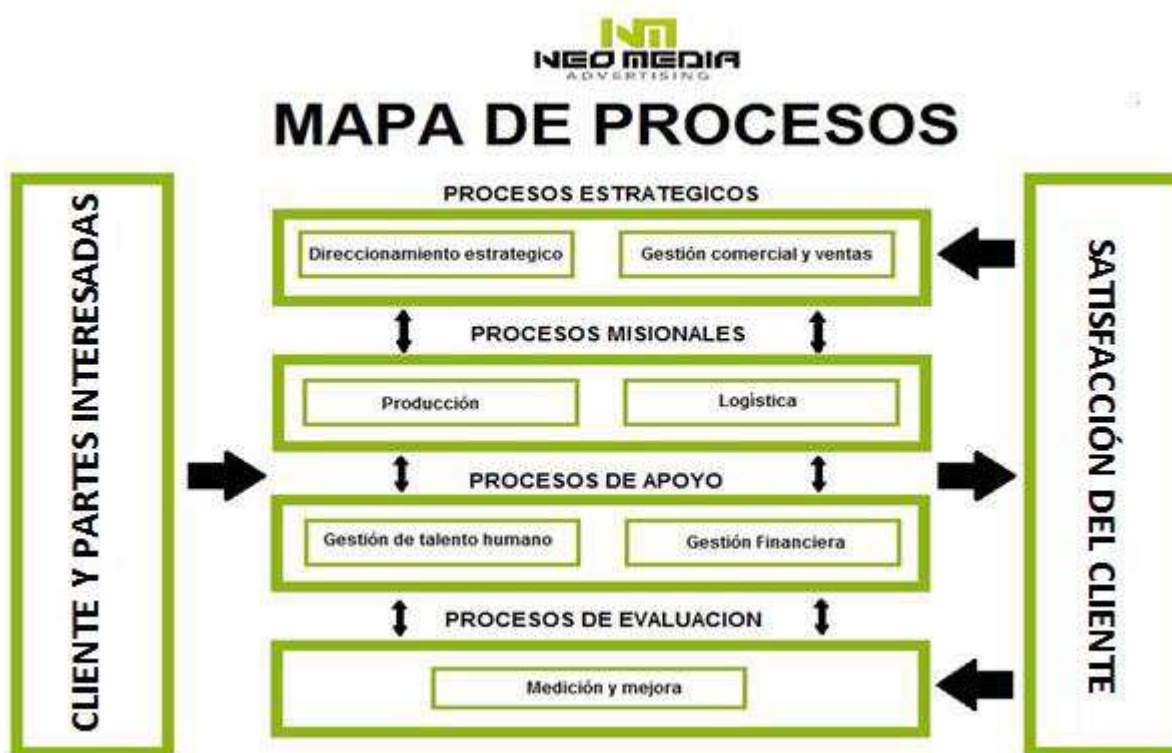 NM
NEO MEDIA
ADVERTISING
MAPA DE PROCESOS
CLIENTE Y PARTES INTERESADAS
PROCESOS ESTRATEGICOS
Direccionamiento estrategico
Gestión comercial y ventas
PROCESOS MISIONALES
Producción
Logística
PROCESOS DE APOYO
Gestión de talento humano
Gestión Financiera
PROCESOS DE EVALUACION
Medición y mejora
SATISFACCIÓN DEL CLIENTE